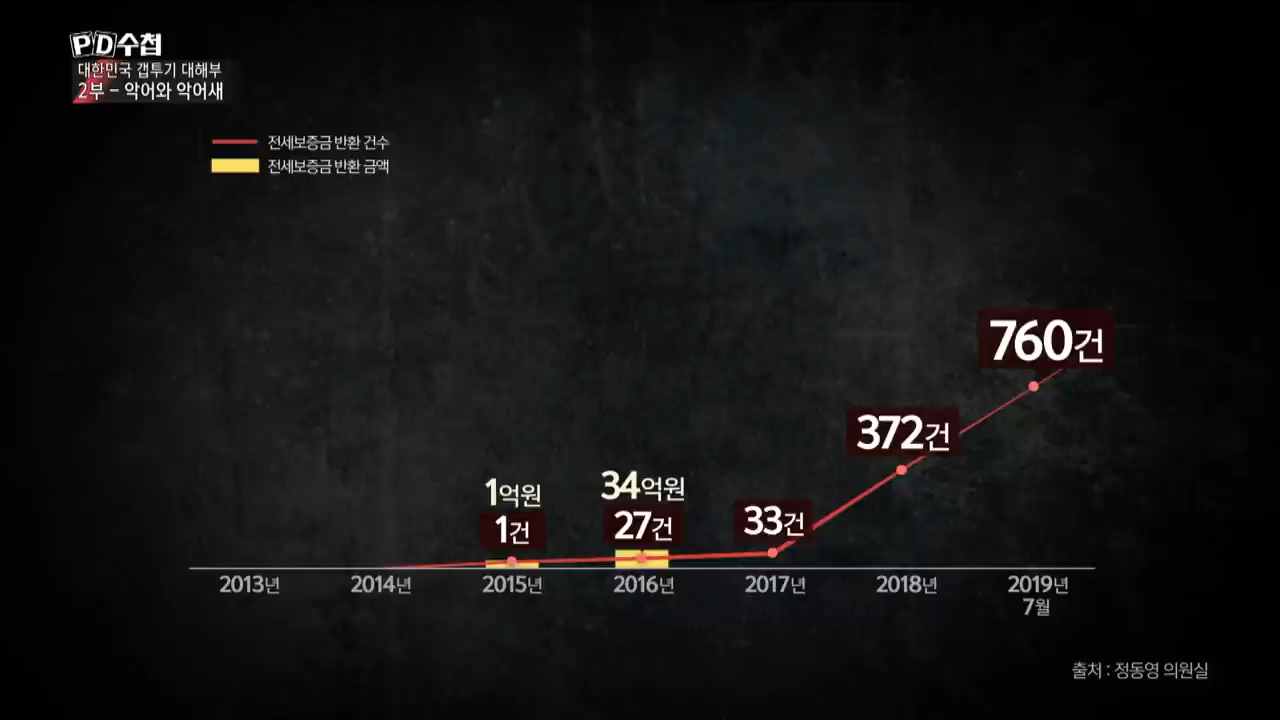 PD수첩
대한민국 갭투기 대해부
2부 - 악어와 악어새
전세보증금 반환 건수
전세보증금 반환 금액
760건
372건
1억원
34억원
1건
27건
33건
2013년
2014년
2015년
2016년
2017년
2018년
2019년
7월
출처 : 정동영 의원실